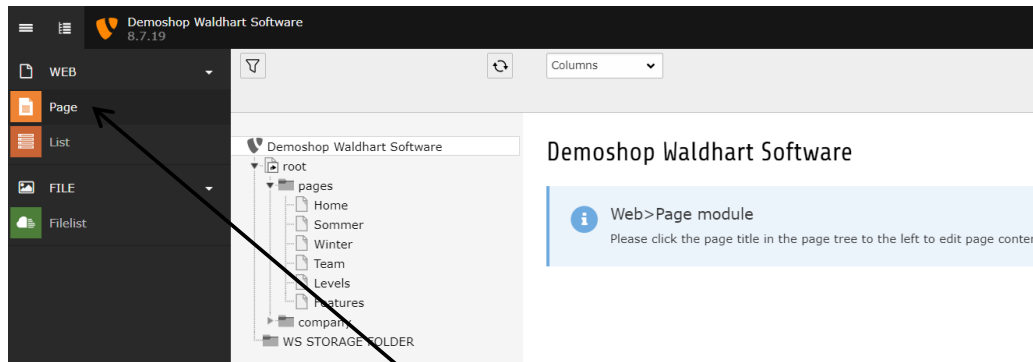 Demoshop Waldhart Software
8.7.19
WEB
Page
List
FILE
Filelist
Columns
Demoshop Waldhart Software
root
pages
Home
Sommer
Winter
Team
Levels
Features
company
WS STORAGE FOLDER
Demoshop Waldhart Software
Web>Page module
Please click the page title in the page tree to the left to edit page conter